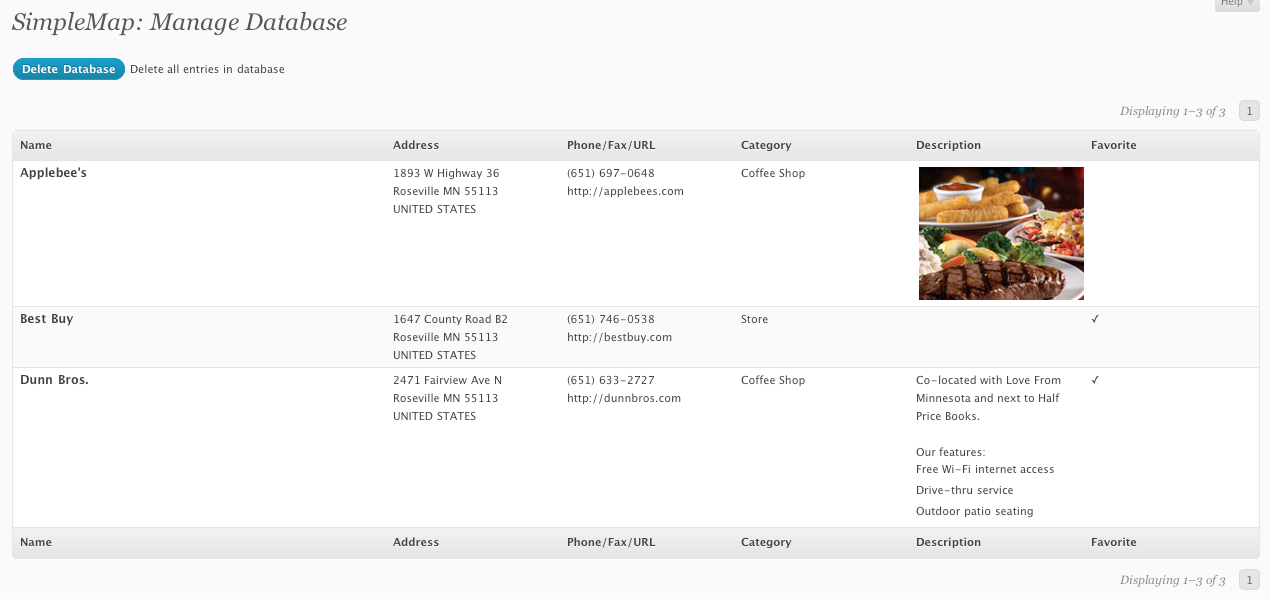 Help
SimpleMap: Manage Database
Delete Database Delete all entries in database
Displaying 1–3 of 3 1
Name Address Phone/Fax/URL Category Description Favorite
Applebee's 1893 W Highway 36 (651) 697-0648 Coffee Shop
Roseville MN 55113 http://applebees.com
UNITED STATES
Best Buy 1647 County Road B2 (651) 746-0538 Store ✓
Roseville MN 55113 http://bestbuy.com
UNITED STATES
Dunn Bros. 2471 Fairview Ave N (651) 633-2727 Coffee Shop Co-located with Love From ✓
Roseville MN 55113 http://dunnbros.com Minnesota and next to Half
UNITED STATES Price Books.
Our features:
Free Wi-Fi internet access
Drive-thru service
Outdoor patio seating
Name Address Phone/Fax/URL Category Description Favorite
Displaying 1–3 of 3 1